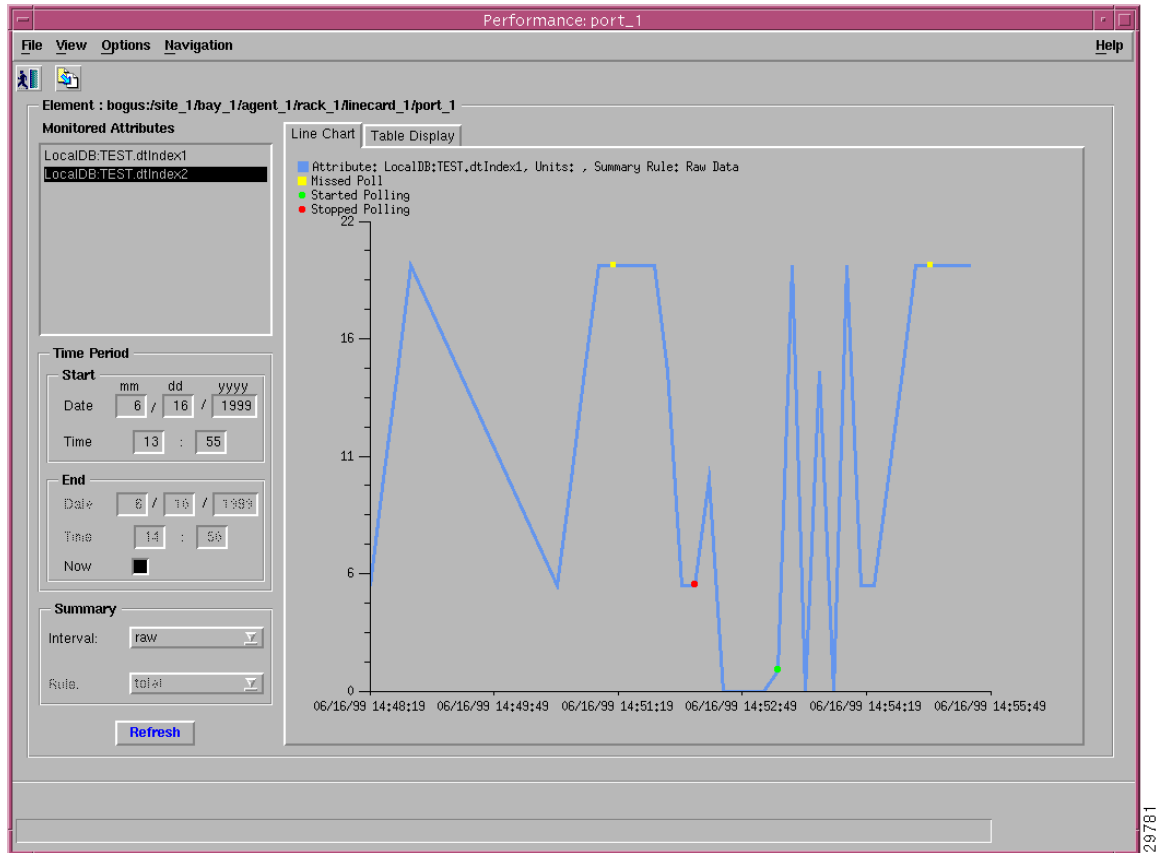 Performance: port_1
File View Options Navigation Help
Element : bogus:/site_1/bay_1/agent_1/rack_1/linecard_1/port_1
Monitored Attributes
LocalDB:TEST.dtIndex1
LocalDB:TEST.dtIndex2
Time Period
Start
mm dd yyyy
Date 6 / 16 / 1999
Time 13 : 55
End
Date 6 / 16 / 1999
Time 14 : 56
Now
Summary
Interval: raw
Rule: total
Refresh
Line Chart Table Display
Attribute: LocalDB:TEST.dtIndex1, Units: , Summary Rule: Raw Data
Missed Poll
Started Polling
Stopped Polling
22
16
11
6
0
06/16/99 14:48:19 06/16/99 14:49:49 06/16/99 14:51:19 06/16/99 14:52:49 06/16/99 14:54:19 06/16/99 14:55:49
29781